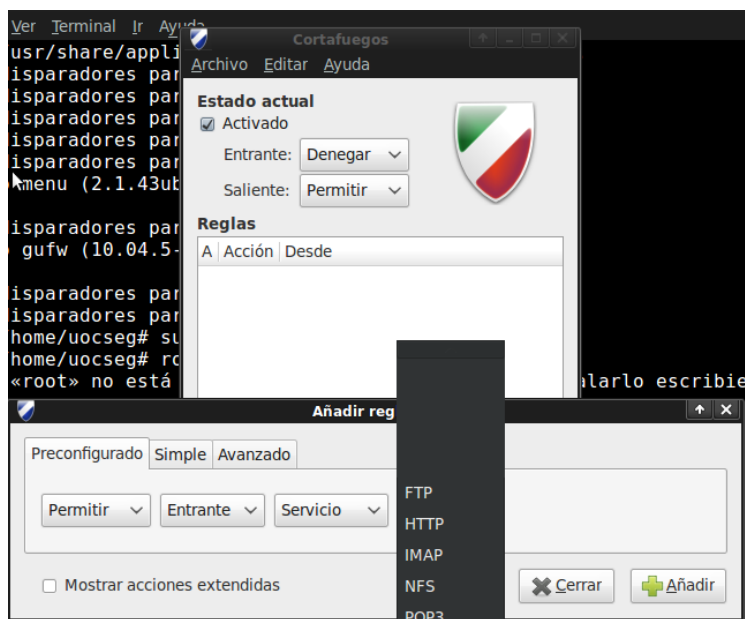 Ver Terminal Ir Ayuda
usr/share/appli
isparadores par
isparadores par
isparadores par
isparadores par
isparadores par
menu (2.1.43ub
isparadores par
gufw (10.04.5-
isparadores par
isparadores par
home/uocseg# su
home/uocseg# ro
«root» no está
alarlo escribie
Cortafuegos
Archivo Editar Ayuda
Estado actual
Activado
Entrante: Denegar
Saliente: Permitir
Reglas
A Acción Desde
Añadir reg
Preconfigurado Simple Avanzado
Permitir Entrante Servicio
FTP
HTTP
IMAP
NFS
POP3
Mostrar acciones extendidas
Cerrar Añadir